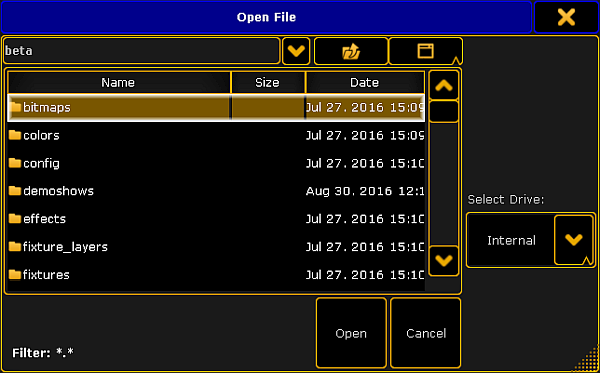 Open File
beta
Name Size Date
bitmaps Jul 27, 2016 15:09
colors Jul 27, 2016 15:09
config Jul 27, 2016 15:10
demoshows Aug 30, 2016 12:1
effects Jul 27, 2016 15:10
fixture_layers Jul 27, 2016 15:10
fixtures Jul 27, 2016 15:10
Select Drive:
Internal
Open Cancel
Filter: *.*